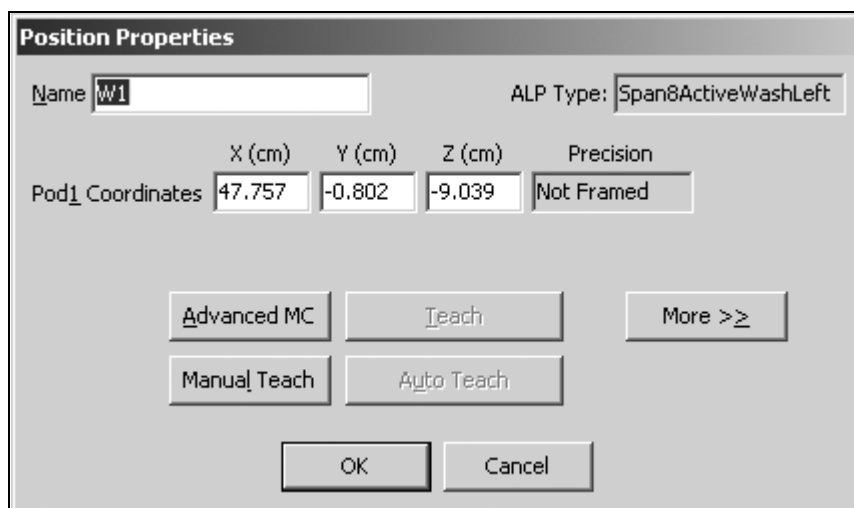 Position Properties
Name W1 ALP Type: Span8ActiveWashLeft
X (cm) Y (cm) Z (cm) Precision
Pod1 Coordinates 47.757 -0.802 -9.039 Not Framed
Advanced MC Teach More >>
Manual Teach Auto Teach
OK Cancel